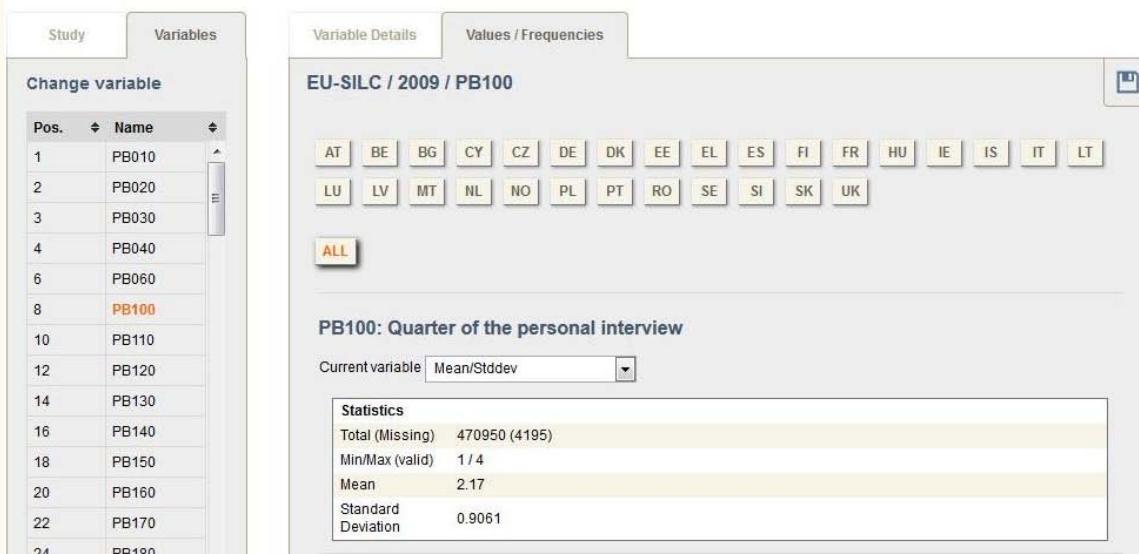 Study Variables
Change variable
Pos. Name
1 PB010
2 PB020
3 PB030
4 PB040
6 PB060
8 PB100
10 PB110
12 PB120
14 PB130
16 PB140
18 PB150
20 PB160
22 PB170
24 PB180
Variable Details Values / Frequencies
EU-SILC / 2009 / PB100
AT BE BG CY CZ DE DK EE EL ES FI FR HU IE IS IT LT
LU LV MT NL NO PL PT RO SE SI SK UK
ALL
PB100: Quarter of the personal interview
Current variable Mean/Stddev
Statistics
Total (Missing) 470950 (4195)
Min/Max (valid) 1 / 4
Mean 2.17
Standard
Deviation 0.9061